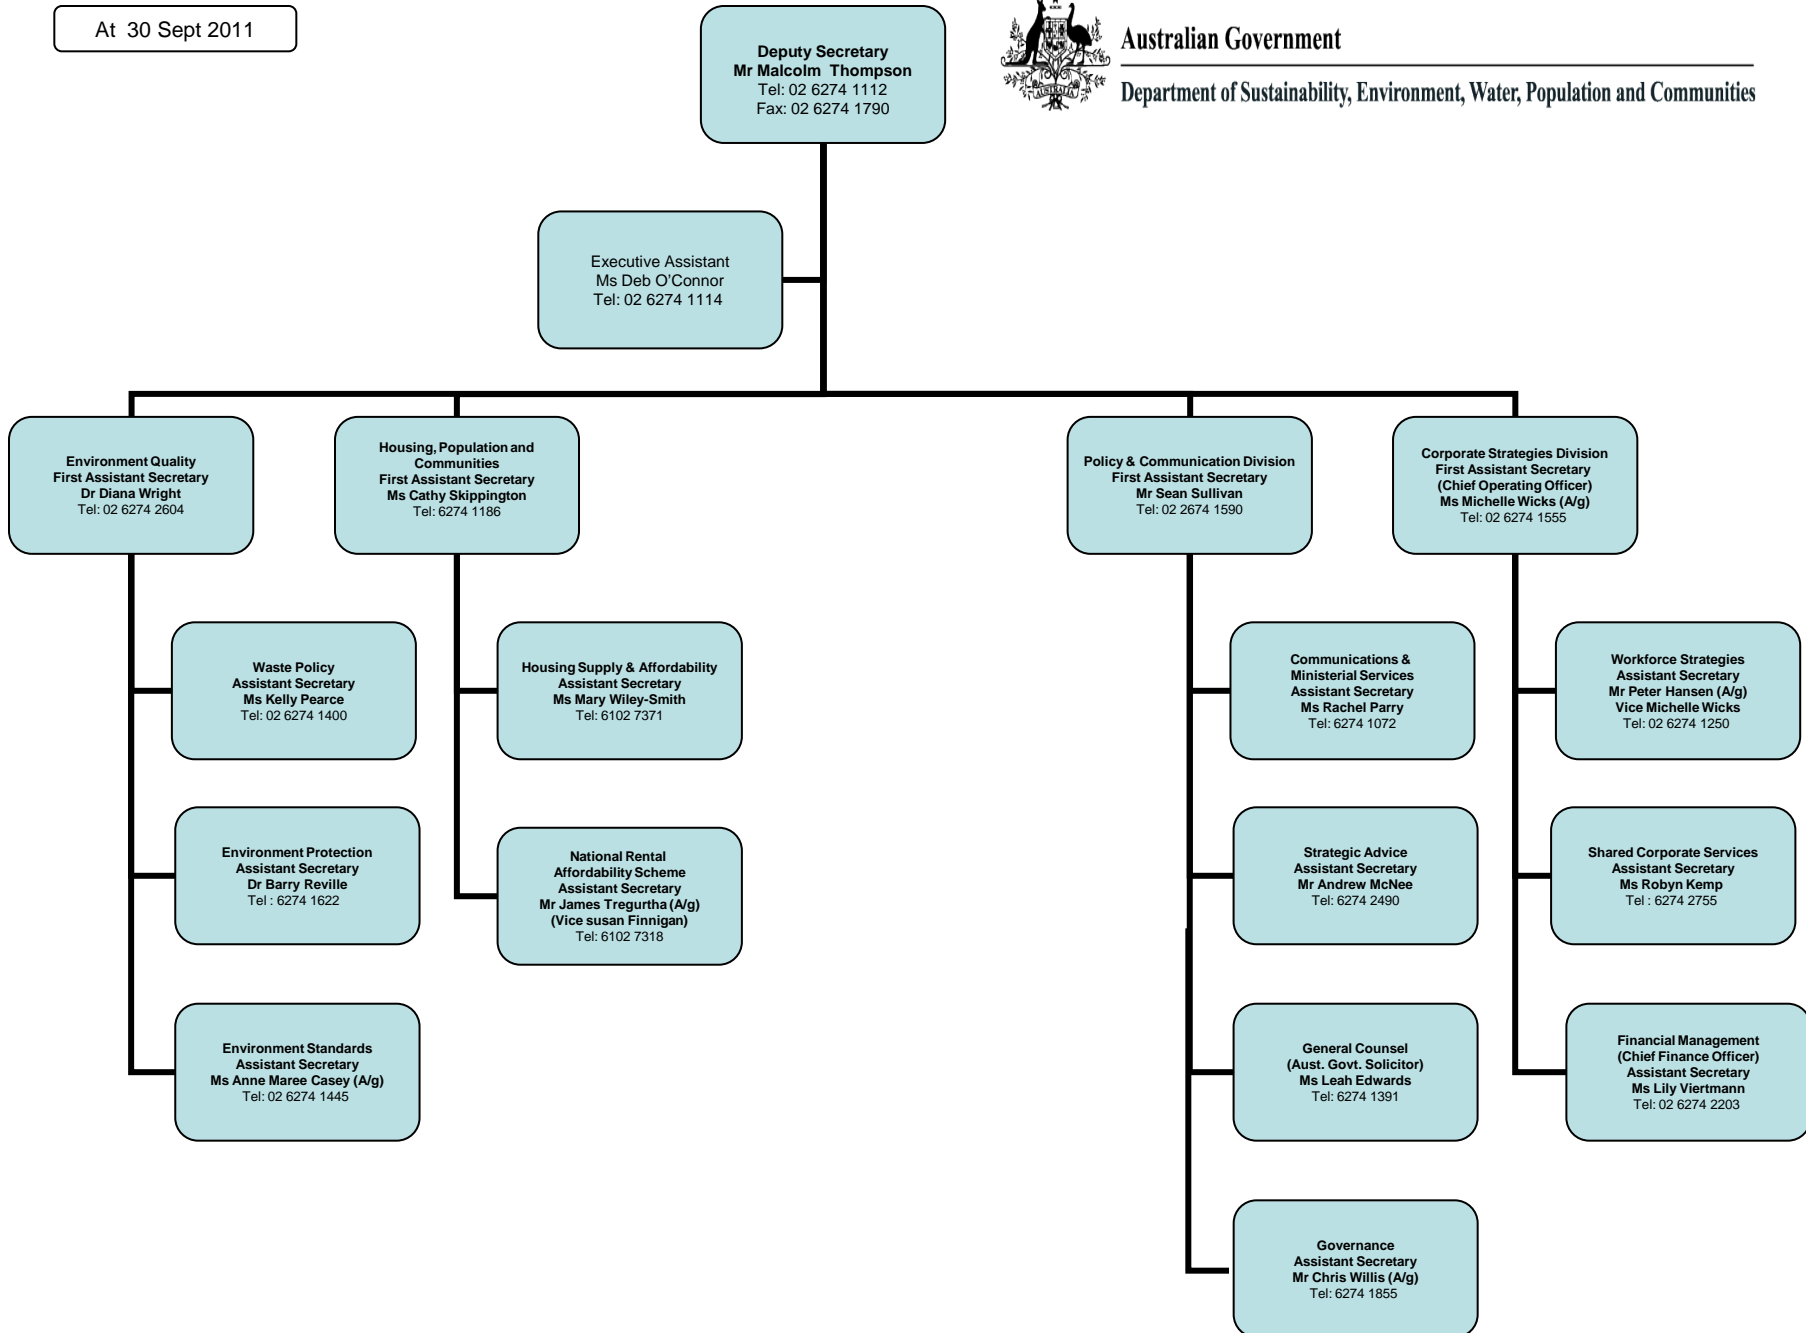 At 30 Sept 2011
Deputy Secretary
Mr Malcolm Thompson
Tel: 02 6274 1112
Fax: 02 6274 1790
AUSTRALIA
Australian Government
Department of Sustainability, Environment, Water, Population and Communities
Executive Assistant
Ms Deb O’Connor
Tel: 02 6274 1114
Environment Quality
First Assistant Secretary
Dr Diana Wright
Tel: 02 6274 2604
Housing, Population and
Communities
First Assistant Secretary
Ms Cathy Skippington
Tel: 6274 1186
Policy & Communication Division
First Assistant Secretary
Mr Sean Sullivan
Tel: 02 2674 1590
Corporate Strategies Division
First Assistant Secretary
(Chief Operating Officer)
Ms Michelle Wicks (A/g)
Tel: 02 6274 1555
Waste Policy
Assistant Secretary
Ms Kelly Pearce
Tel: 02 6274 1400
Housing Supply & Affordability
Assistant Secretary
Ms Mary Wiley-Smith
Tel: 6102 7371
Communications &
Ministerial Services
Assistant Secretary
Ms Rachel Parry
Tel: 6274 1072
Workforce Strategies
Assistant Secretary
Mr Peter Hansen (A/g)
Vice Michelle Wicks
Tel: 02 6274 1250
Environment Protection
Assistant Secretary
Dr Barry Reville
Tel : 6274 1622
National Rental
Affordability Scheme
Assistant Secretary
Mr James Tregurtha (A/g)
(Vice susan Finnigan)
Tel: 6102 7318
Strategic Advice
Assistant Secretary
Mr Andrew McNee
Tel: 6274 2490
Shared Corporate Services
Assistant Secretary
Ms Robyn Kemp
Tel : 6274 2755
Environment Standards
Assistant Secretary
Ms Anne Maree Casey (A/g)
Tel: 02 6274 1445
General Counsel
(Aust. Govt. Solicitor)
Ms Leah Edwards
Tel: 6274 1391
Financial Management
(Chief Finance Officer)
Assistant Secretary
Ms Lily Viertmann
Tel: 02 6274 2203
Governance
Assistant Secretary
Mr Chris Willis (A/g)
Tel: 6274 1855